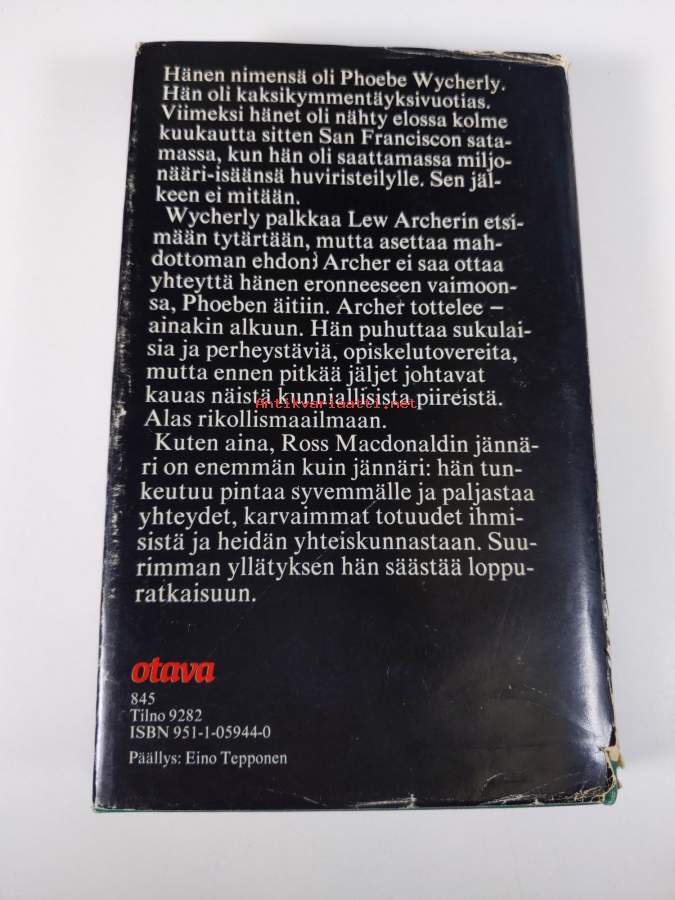 Hänen nimensä oli Phoebe Wycherly.
Hän oli kaksikymmentäyksivuotias.
Viimeksi hänet oli nähty elossa kolme
kuukautta sitten San Franciscon sata-
massa, kun hän oli saattamassa miljo-
nääri-isäänsä huviristeilylle. Sen jäl-
keen ei mitään.
Wycherly palkkaa Lew Archerin etsi-
mään tytärtään, mutta asettaa mah-
dottoman ehdon: Archer ei saa ottaa
yhteyttä hänen eronneeseen vaimoon-
sa, Phoeben äitiin. Archer tottelee –
ainakin alkuun. Hän puhuttaa sukulai-
sia ja perheystäviä, opiskelutovereita,
mutta ennen pitkää jäljet johtavat
kauas näistä kunniallisista piireistä.
Antikvariaatti.net
Alas rikollismaailmaan.
Kuten aina, Ross Macdonaldin jännä-
ri on enemmän kuin jännäri: hän tun-
keutuu pintaa syvemmälle ja paljastaa
yhteydet, karvaimmat totuudet ihmi-
sistä ja heidän yhteiskunnastaan. Suu-
rimman yllätyksen hän säästää loppu-
ratkaisuun.
otava
845
Tilno 9282
ISBN 951-1-05944-0
Päällys: Eino Tepponen